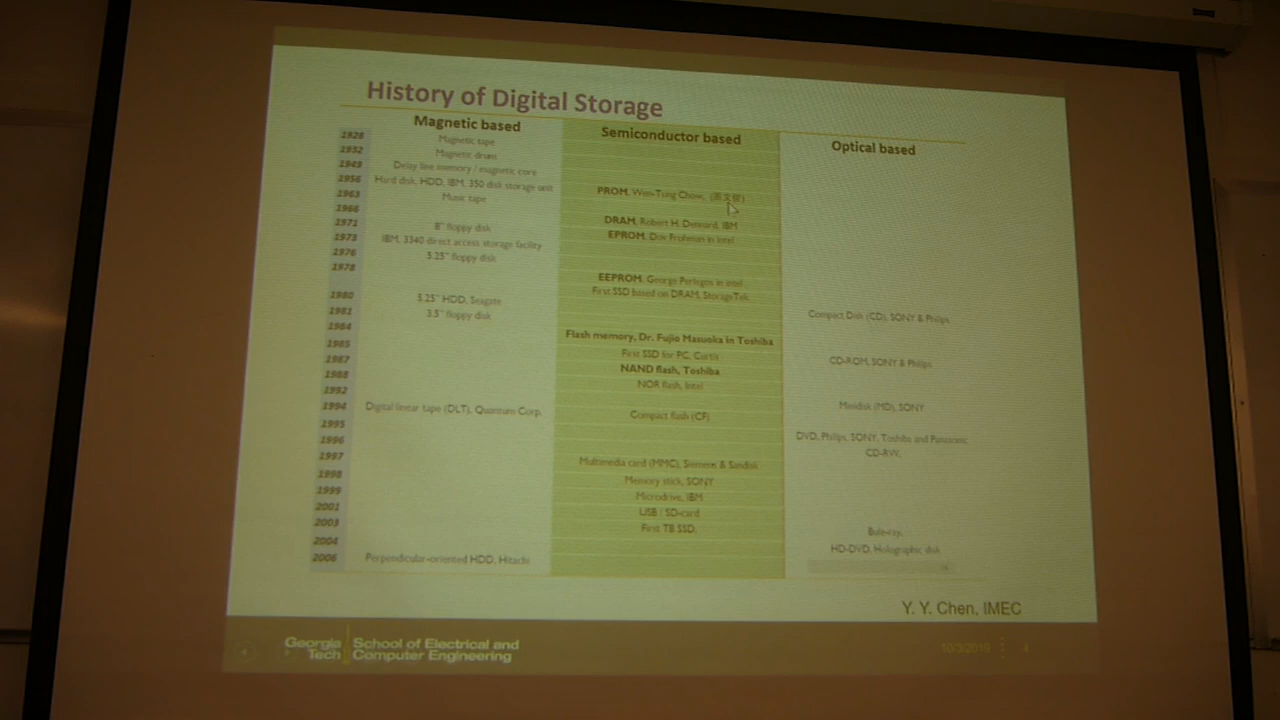 History of Digital Storage
Magnetic based
Semiconductor based
Optical based
1928 Magnetic tape
1932 Magnetic drum
1949 Delay line memory / magnetic core
1956 Hard disk, HDD, IBM, 350 disk storage unit PROM, Wen-Tsing Chow,
1963 Music tape
1966 DRAM, Robert H. Dennard, IBM
1971 8" floppy disk EPROM, Dov Frohman in Intel
1973 IBM, 3340 direct access storage facility
1976 5.25" floppy disk
1978 EEPROM, George Perlegos in intel
First SSD based on DRAM, StorageTek
1980 5.25" HDD, Seagate
1981 3.5" floppy disk Compact Disk (CD), SONY & Philips
1984 Flash memory, Dr. Fujio Masuoka in Toshiba
1985 First SSD for PC, Curtis CD-ROM, SONY & Philips
1987 NAND flash, Toshiba
1988 NOR flash, Intel
1992 Minidisk (MD), SONY
1994 Digital linear tape (DLT), Quantum Corp. Compact flash (CF)
1995 DVD, Philips, SONY, Toshiba and Panasonic
1996 CD-RW,
1997 Multimedia card (MMC), Siemens & Sandisk
1998 Memory stick, SONY
1999 Microdrive, IBM
2001 USB / SD-card
2003 First TB SSD, Bule-ray,
2004 HD-DVD, Holographic disk
2006 Perpendicular-oriented HDD, Hitachi
Y. Y. Chen, IMEC
Georgia Tech School of Electrical and
Computer Engineering
10/3/2016 4